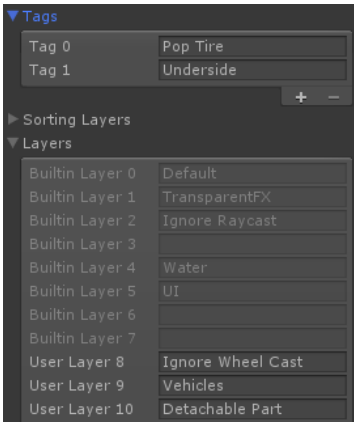 Tags
Tag 0 Pop Tire
Tag 1 Underside
+ −
Sorting Layers
Layers
Builtin Layer 0 Default
Builtin Layer 1 TransparentFX
Builtin Layer 2 Ignore Raycast
Builtin Layer 3
Builtin Layer 4 Water
Builtin Layer 5 UI
Builtin Layer 6
Builtin Layer 7
User Layer 8 Ignore Wheel Cast
User Layer 9 Vehicles
User Layer 10 Detachable Part